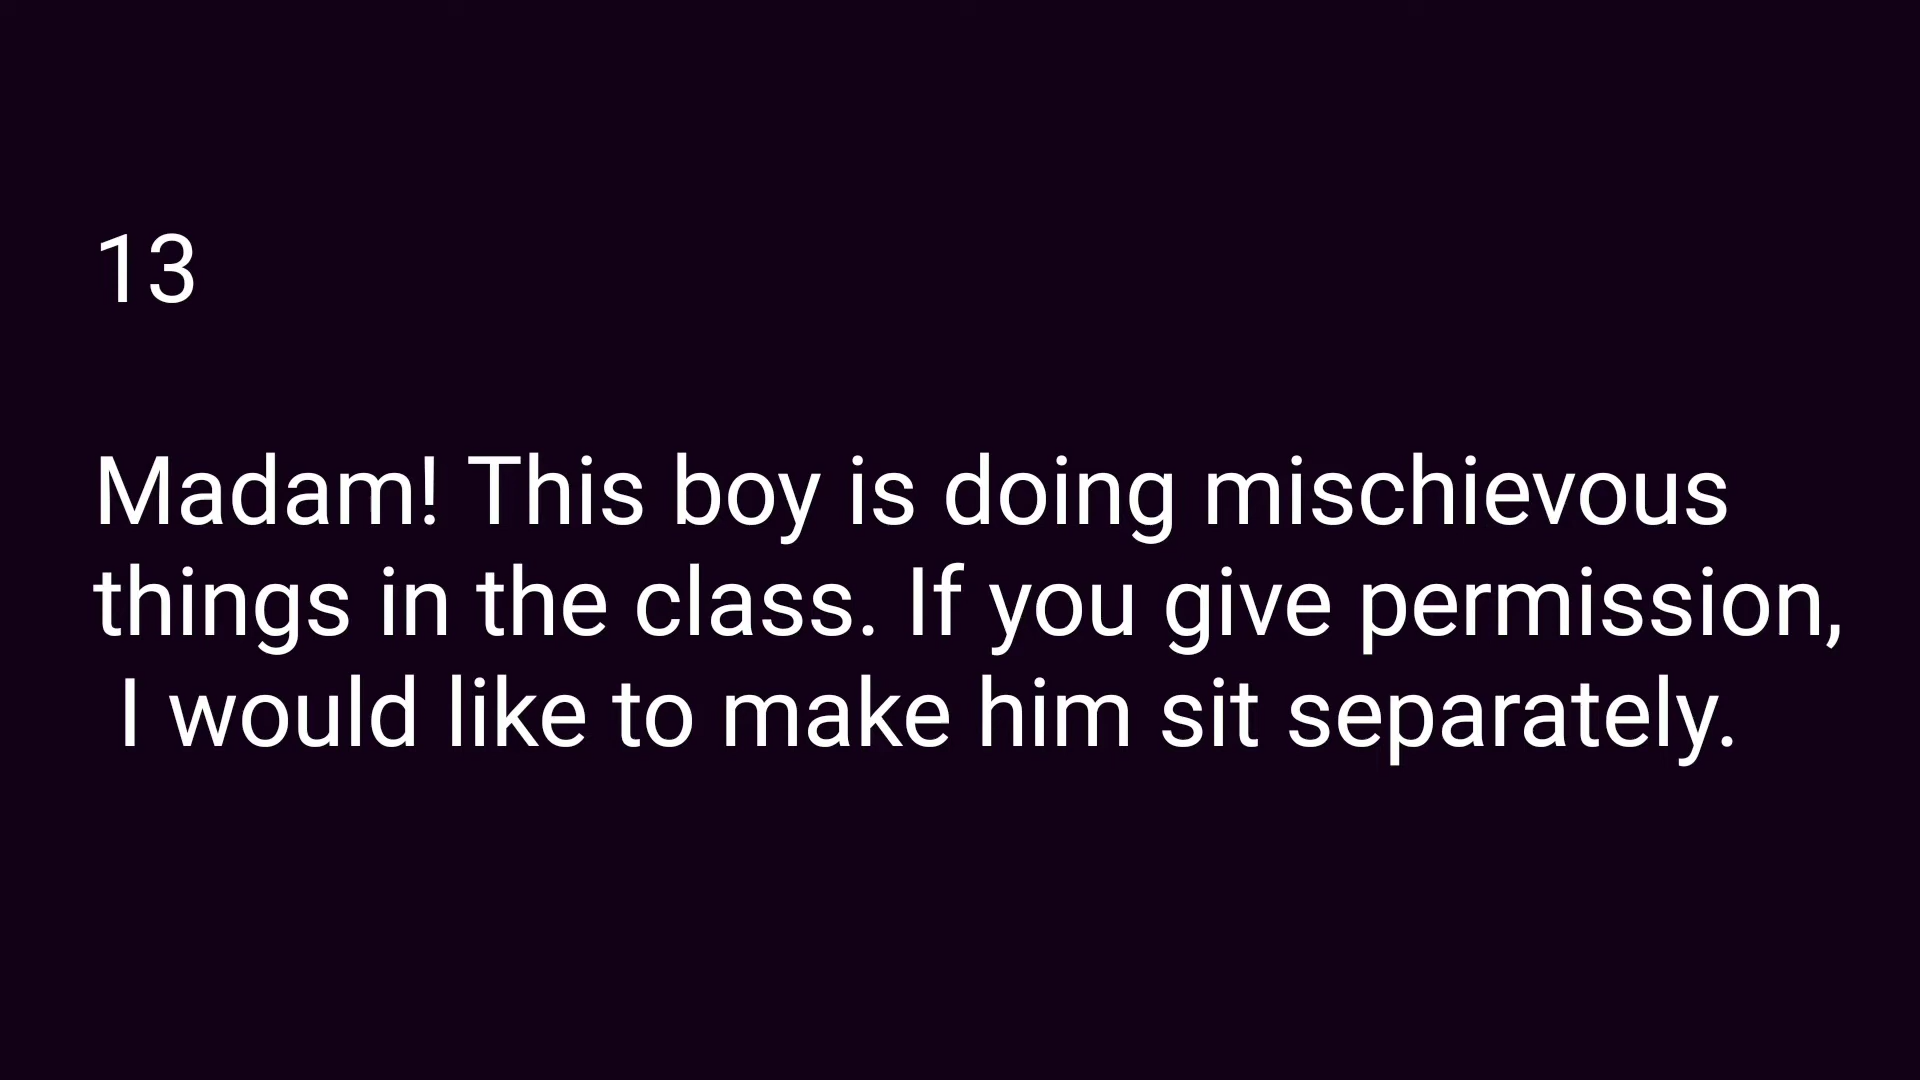 13
Madam! This boy is doing mischievous
things in the class. If you give permission,
I would like to make him sit separately.